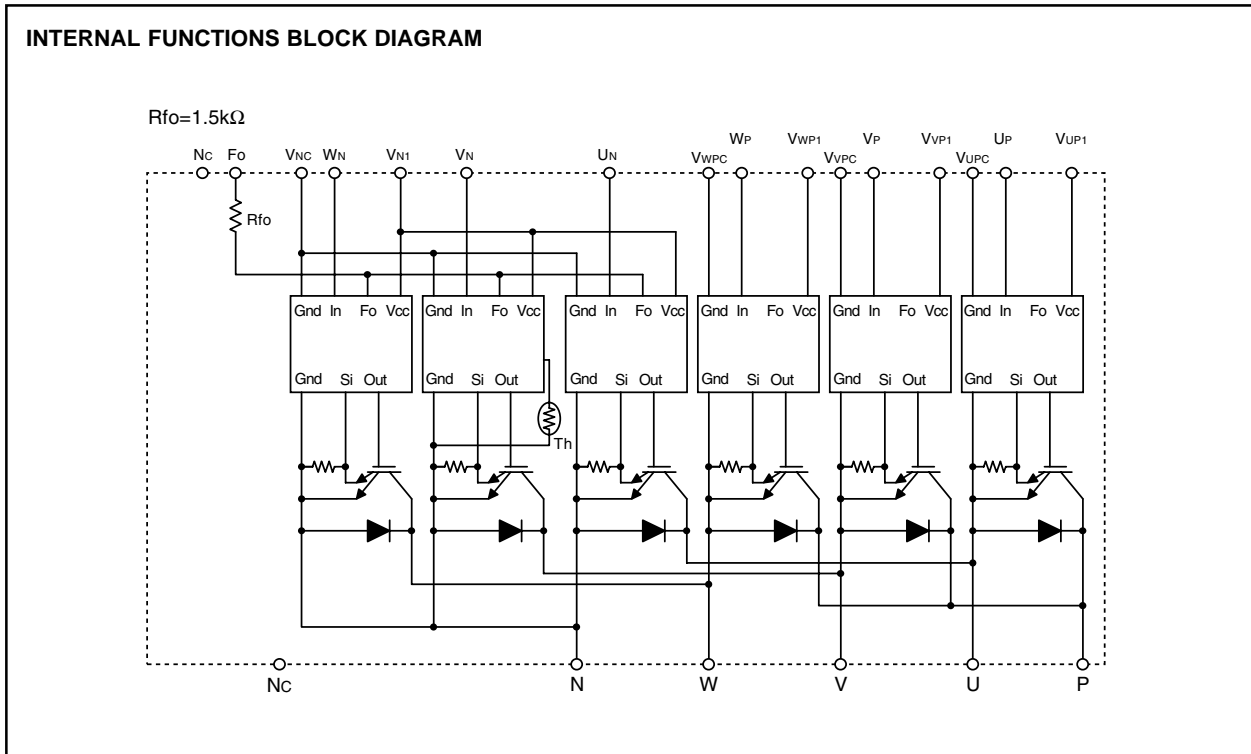 INTERNAL FUNCTIONS BLOCK DIAGRAM
Rfo=1.5kΩ
NC Fo VNC WN VN1 VN UN VWPC WP VWP1 VVPC VP VVP1 VUPC UP VUP1
Rfo
Gnd In Fo Vcc Gnd In Fo Vcc Gnd In Fo Vcc Gnd In Fo Vcc Gnd In Fo Vcc Gnd In Fo Vcc
Gnd Si Out Gnd Si Out Gnd Si Out Gnd Si Out Gnd Si Out Gnd Si Out
Th
NC N W V U P